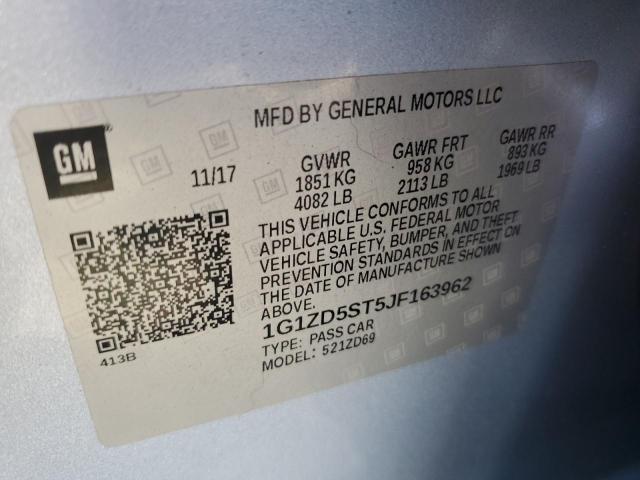 MFD BY GENERAL MOTORS LLC
GM®
11/17
GVWR
1851 KG
4082 LB
GAWR FRT
958 KG
2113 LB
GAWR RR
893 KG
1969 LB
THIS VEHICLE CONFORMS TO ALL
APPLICABLE U.S. FEDERAL MOTOR
VEHICLE SAFETY, BUMPER, AND THEFT
PREVENTION STANDARDS IN EFFECT ON
THE DATE OF MANUFACTURE SHOWN
ABOVE.
1G1ZD5ST5JF163962
TYPE: PASS CAR
MODEL: 521ZD69
413B